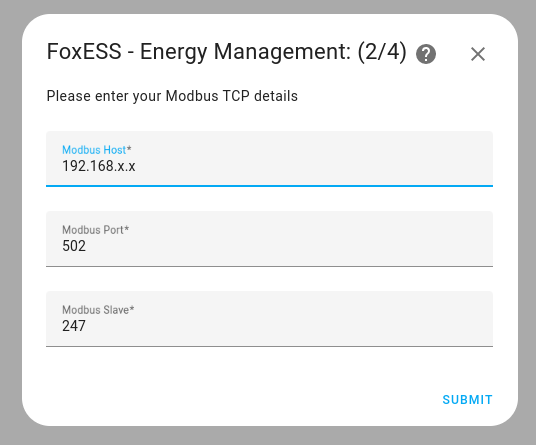 FoxESS - Energy Management: (2/4)
Please enter your Modbus TCP details
Modbus Host*
192.168.x.x
Modbus Port*
502
Modbus Slave*
247
SUBMIT